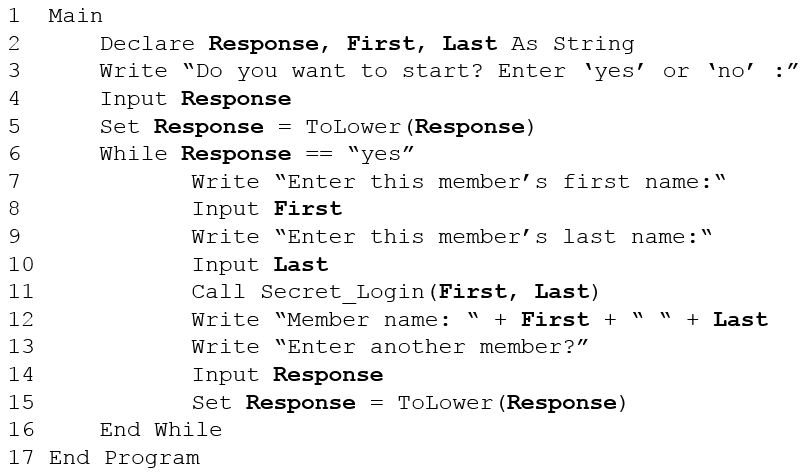 1 Main
2 Declare Response, First, Last As String
3 Write “Do you want to start? Enter ‘yes’ or ‘no’ :”
4 Input Response
5 Set Response = ToLower(Response)
6 While Response == “yes”
7 Write “Enter this member’s first name:“
8 Input First
9 Write “Enter this member’s last name:“
10 Input Last
11 Call Secret_Login(First, Last)
12 Write “Member name: “ + First + “ “ + Last
13 Write “Enter another member?”
14 Input Response
15 Set Response = ToLower(Response)
16 End While
17 End Program